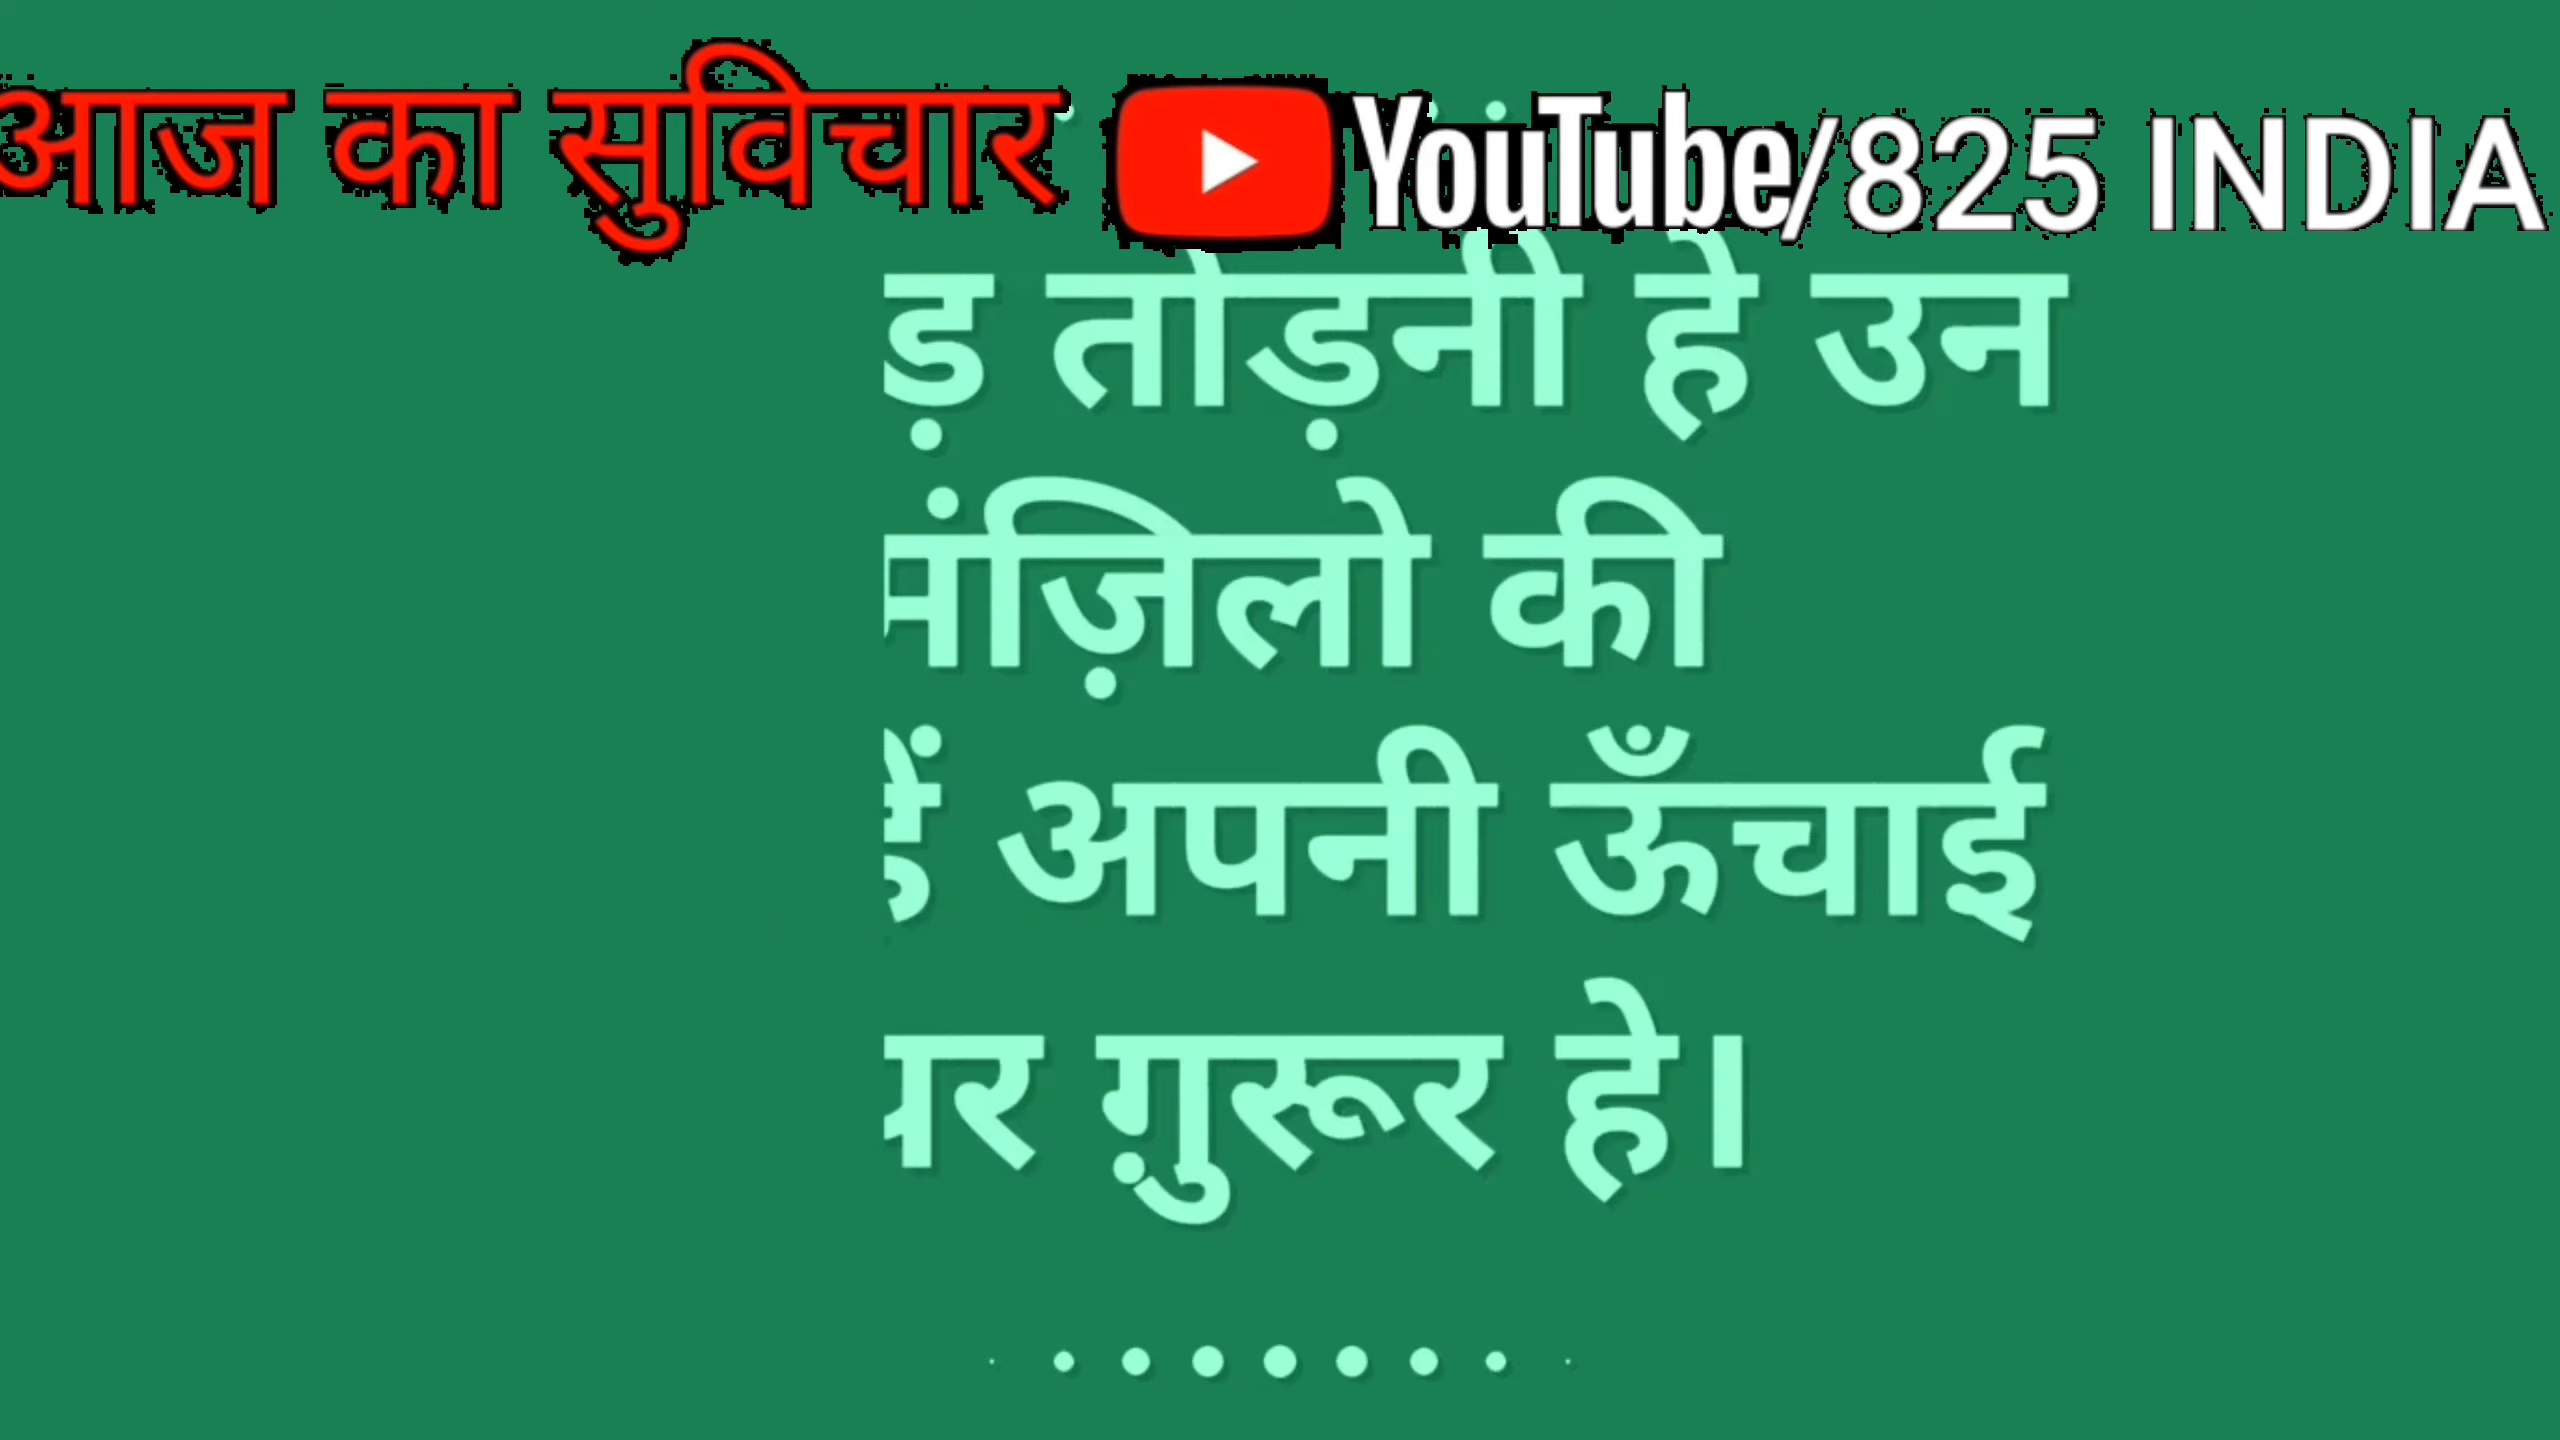 आज का सुविचार YouTube/825 INDIA
तोड़नी हे उन
मंज़िलो की
अपनी ऊँचाई
ग़ुरूर हे।